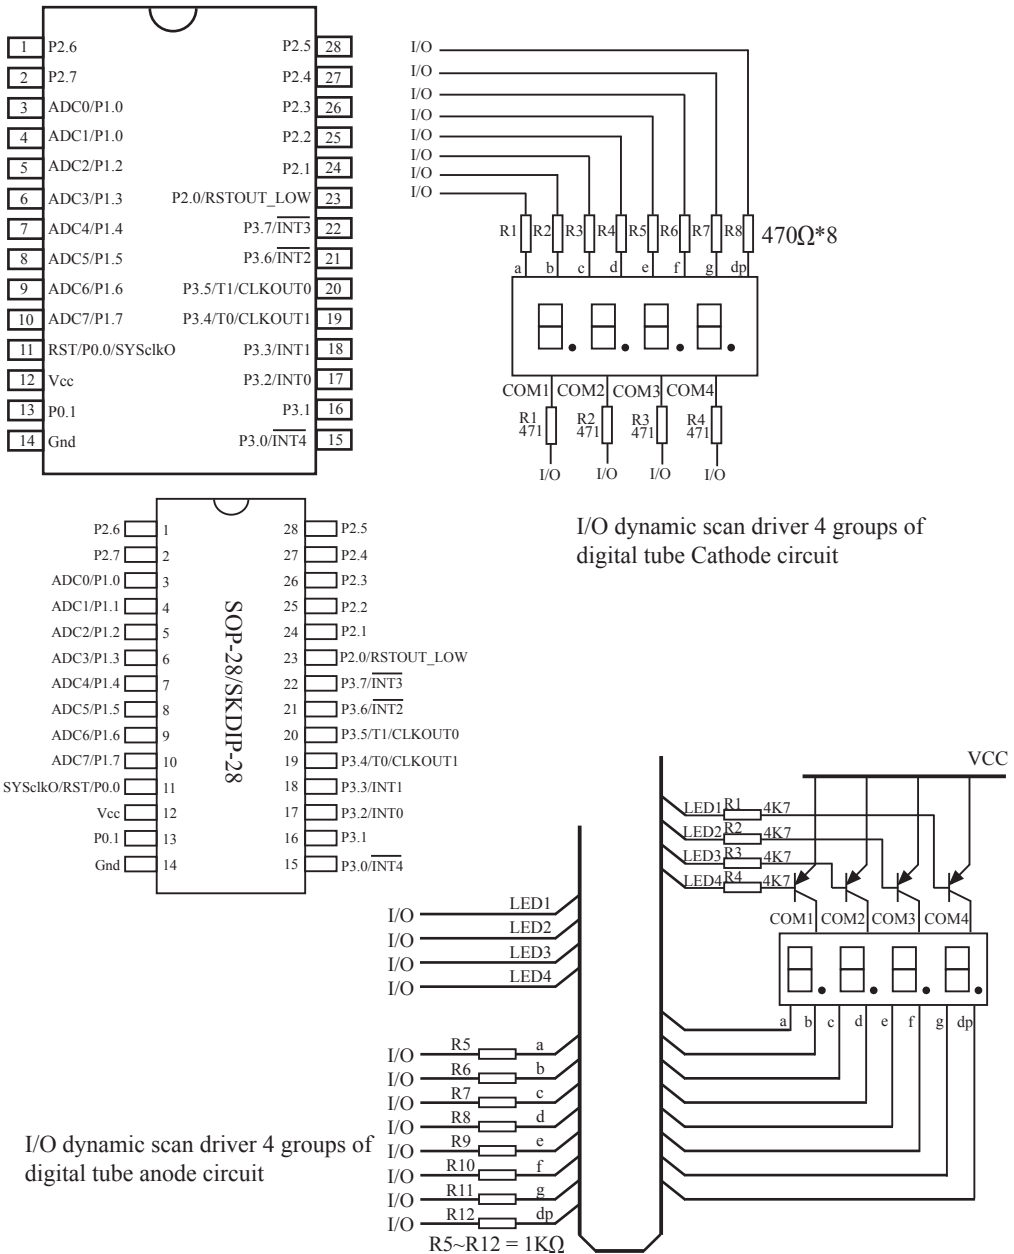 1 P2.6 P2.5 28
2 P2.7 P2.4 27
3 ADC0/P1.0 P2.3 26
4 ADC1/P1.0 P2.2 25
5 ADC2/P1.2 P2.1 24
6 ADC3/P1.3 P2.0/RSTOUT_LOW 23
7 ADC4/P1.4 P3.7/INT3 22
8 ADC5/P1.5 P3.6/INT2 21
9 ADC6/P1.6 P3.5/T1/CLKOUT0 20
10 ADC7/P1.7 P3.4/T0/CLKOUT1 19
11 RST/P0.0/SYSclkO P3.3/INT1 18
12 Vcc P3.2/INT0 17
13 P0.1 P3.1 16
14 Gnd P3.0/INT4 15
I/O
I/O
I/O
I/O
I/O
I/O
I/O
I/O
R1 R2 R3 R4 R5 R6 R7 R8 470Ω*8
a b c d e f g dp
COM1 COM2 COM3 COM4
R1 R2 R3 R4
471 471 471 471
I/O I/O I/O I/O
I/O dynamic scan driver 4 groups of
digital tube Cathode circuit
P2.6 1 28 P2.5
P2.7 2 27 P2.4
ADC0/P1.0 3 26 P2.3
ADC1/P1.1 4 25 P2.2
ADC2/P1.2 5 24 P2.1
ADC3/P1.3 6 23 P2.0/RSTOUT_LOW
ADC4/P1.4 7 22 P3.7/INT3
ADC5/P1.5 8 21 P3.6/INT2
ADC6/P1.6 9 20 P3.5/T1/CLKOUT0
ADC7/P1.7 10 19 P3.4/T0/CLKOUT1
SYSclkO/RST/P0.0 11 18 P3.3/INT1
Vcc 12 17 P3.2/INT0
P0.1 13 16 P3.1
Gnd 14 15 P3.0/INT4
SOP-28/SKDIP-28
VCC
LED1 R1 4K7
LED2 R2 4K7
LED3 R3 4K7
LED4 R4 4K7
COM1 COM2 COM3 COM4
a b c d e f g dp
I/O LED1
I/O LED2
I/O LED3
I/O LED4
I/O R5 a
I/O R6 b
I/O R7 c
I/O R8 d
I/O R9 e
I/O R10 f
I/O R11 g
I/O R12 dp
R5~R12 = 1KΩ
I/O dynamic scan driver 4 groups of
digital tube anode circuit